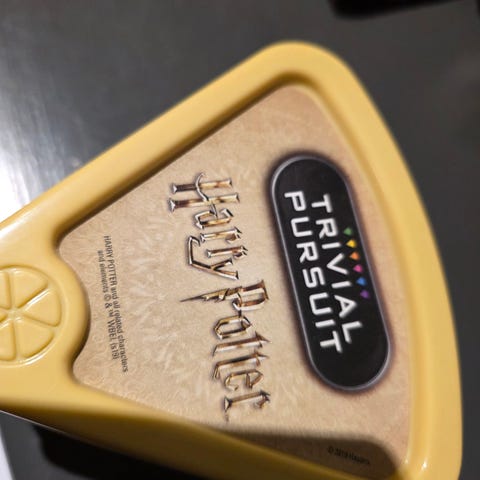 TRIVIAL
PURSUIT
Harry Potter
HARRY POTTER and all related characters
and elements © & ™ WBEI (s19)